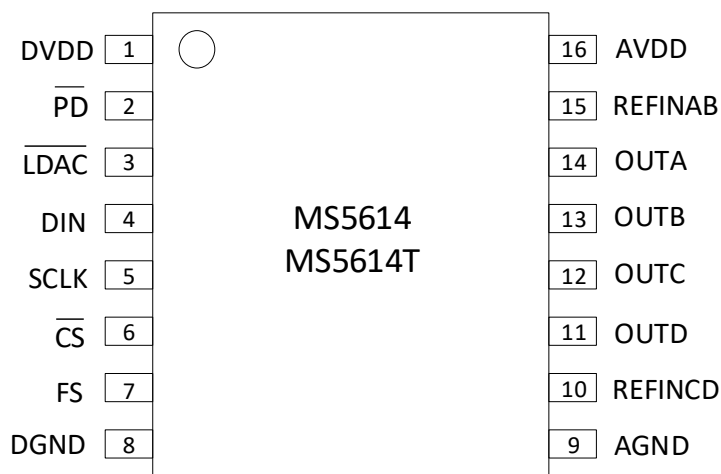 DVDD 1 16 AVDD
PD 2 15 REFINAB
LDAC 3 14 OUTA
DIN 4 MS5614 13 OUTB
MS5614T
SCLK 5 12 OUTC
CS 6 11 OUTD
FS 7 10 REFINCD
DGND 8 9 AGND